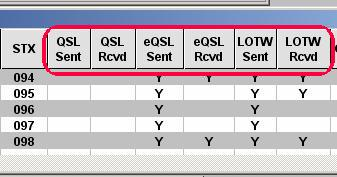 STX QSL Sent QSL Rcvd eQSL Sent eQSL Rcvd LOTW Sent LOTW Rcvd
094 Y Y Y Y
095 Y Y Y
096 Y Y
097 Y Y
098 Y Y Y Y